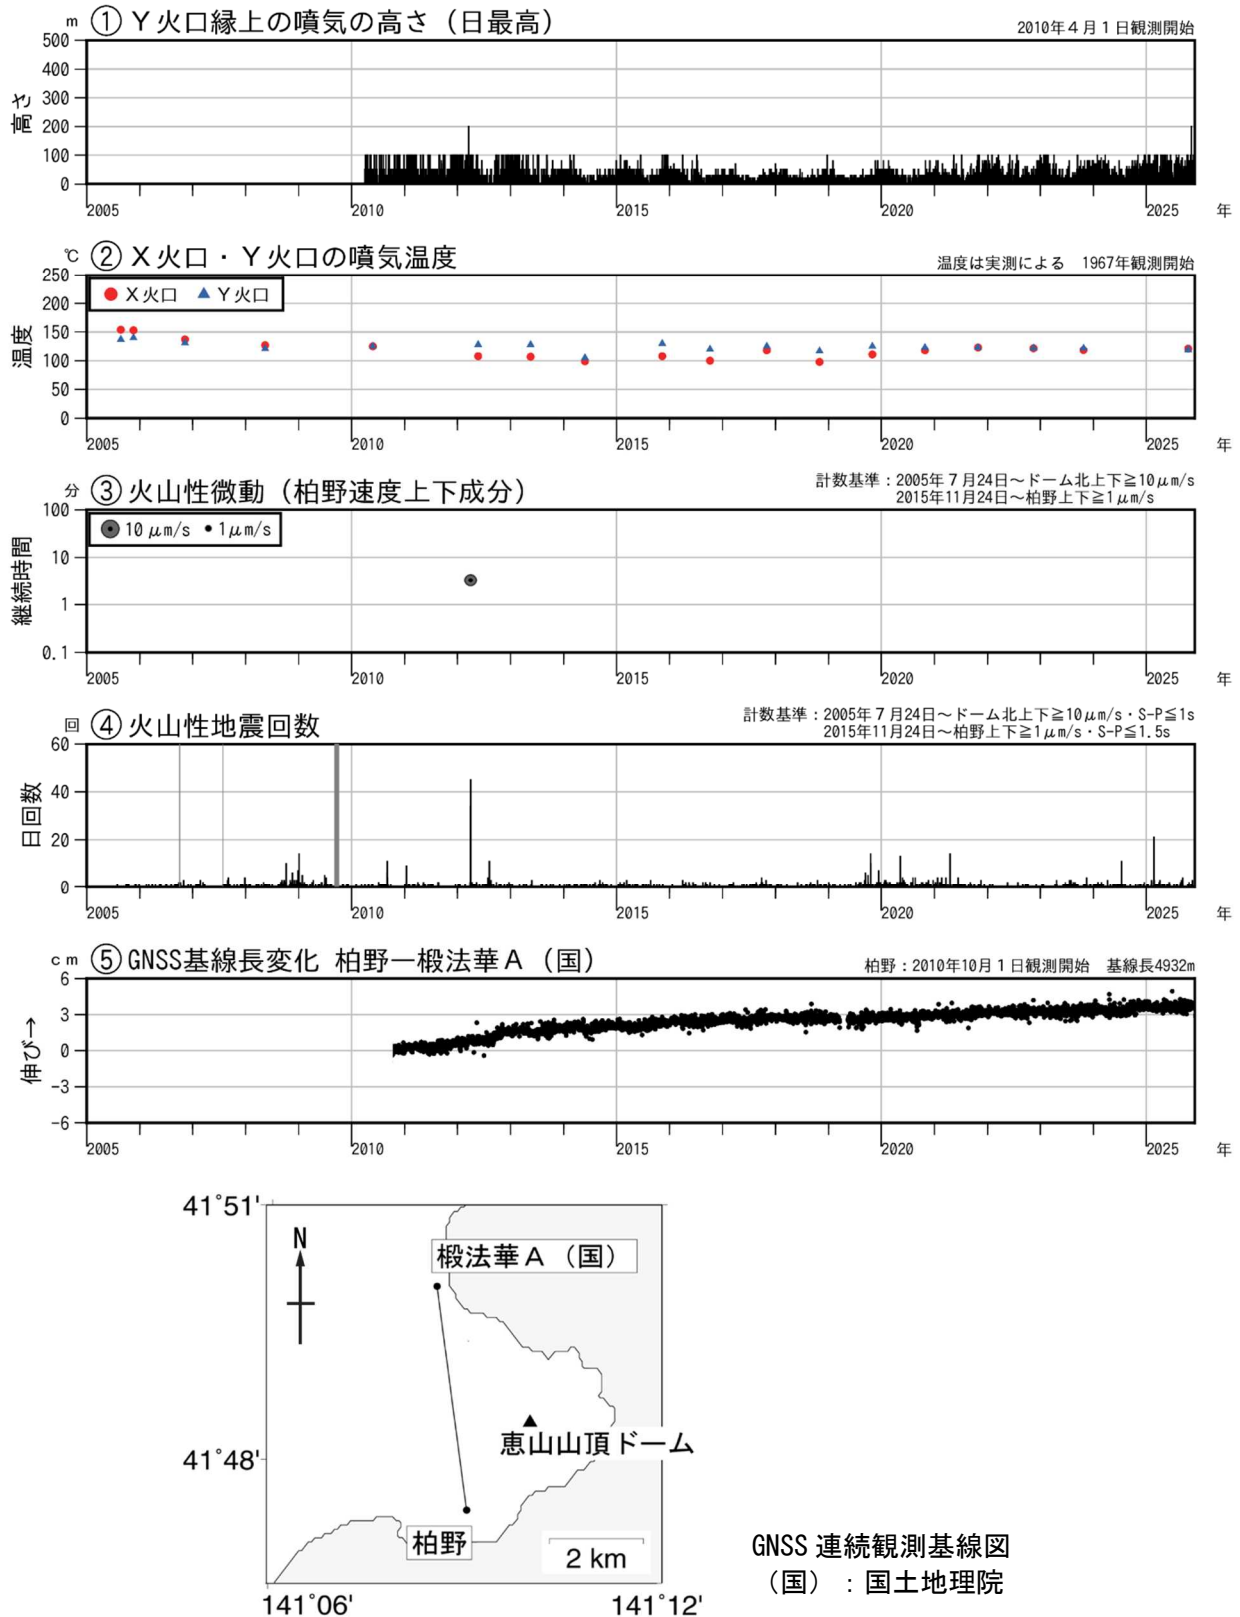 m ① Y火口縁上の噴気の高さ（日最高）
2010年4月1日観測開始
500
400
300
200
100
0
高さ
2005 2010 2015 2020 2025 年
℃ ② X火口・Y火口の噴気温度
温度は実測による 1967年観測開始
250
200
150
100
50
0
温度
X火口 Y火口
2005 2010 2015 2020 2025 年
分 ③ 火山性微動（柏野速度上下成分）
計数基準：2005年7月24日～ドーム北上下≧10μm/s
2015年11月24日～柏野上下≧1μm/s
100
10
1
0.1
継続時間
10μm/s 1μm/s
2005 2010 2015 2020 2025 年
回 ④ 火山性地震回数
計数基準：2005年7月24日～ドーム北上下≧10μm/s・S-P≦1s
2015年11月24日～柏野上下≧1μm/s・S-P≦1.5s
60
40
20
0
日回数
2005 2010 2015 2020 2025 年
cm ⑤ GNSS基線長変化 柏野―椴法華A（国）
柏野：2010年10月1日観測開始 基線長4932m
6
3
0
-3
-6
伸び→
2005 2010 2015 2020 2025 年
41˚51'
N
椴法華A（国）
恵山山頂ドーム
41˚48'
柏野
2 km
141˚06' 141˚12'
GNSS 連続観測基線図
（国）：国土地理院